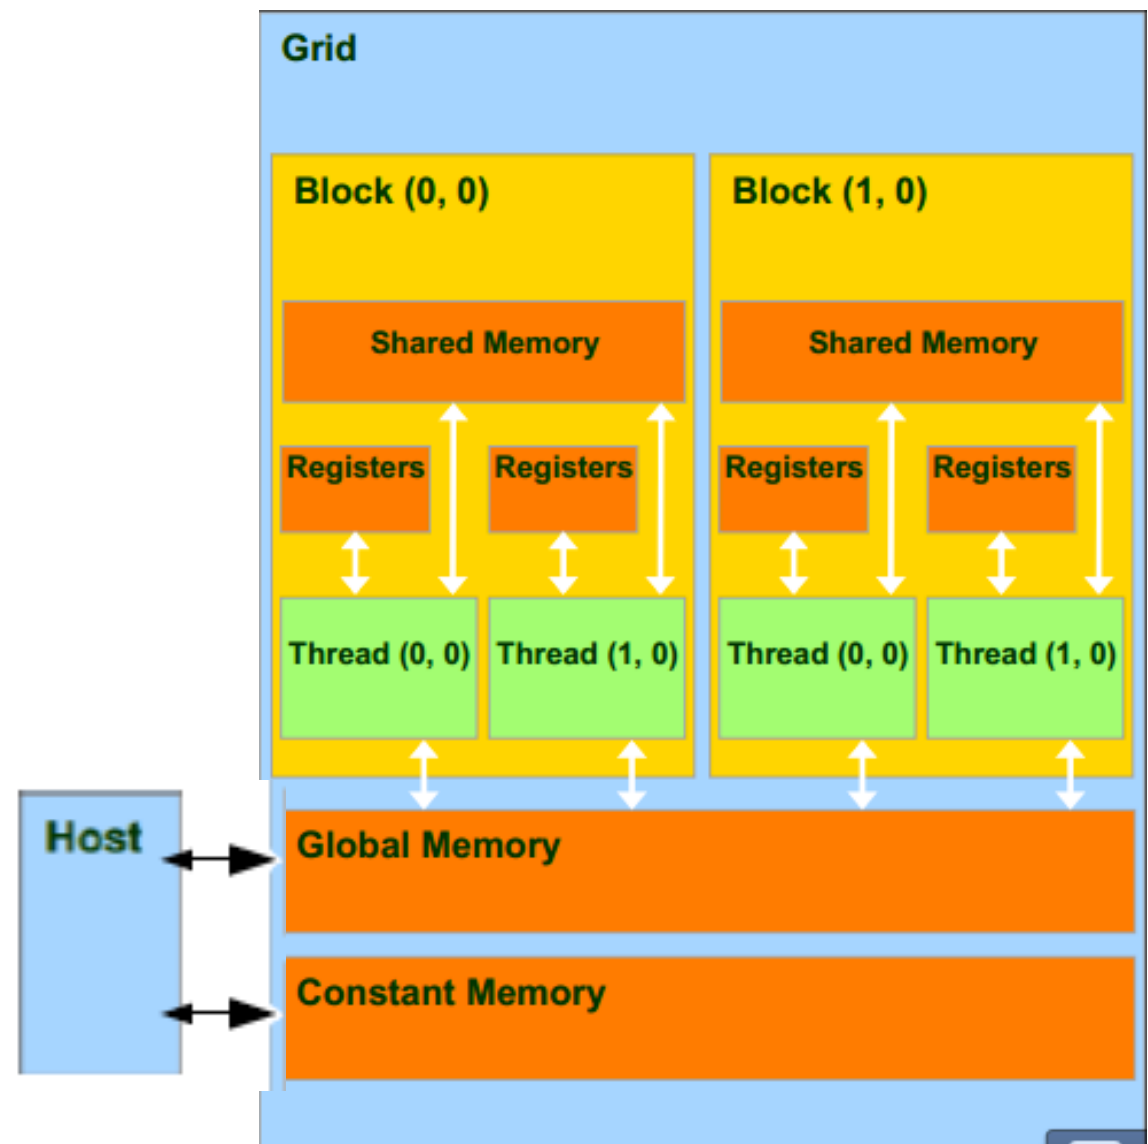 Grid
Block (0, 0)
Block (1, 0)
Shared Memory
Shared Memory
Registers
Registers
Registers
Registers
Thread (0, 0)
Thread (1, 0)
Thread (0, 0)
Thread (1, 0)
Host
Global Memory
Constant Memory